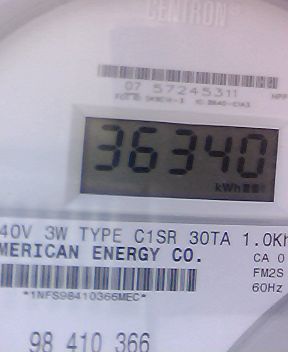 CENTRON®
07 57245311
36340
kWh
40V 3W TYPE C1SR 30TA 1.0Kh
MERICAN ENERGY CO.
CA 0
FM2S
60Hz
*1NFS98410366MEC*
98 410 366